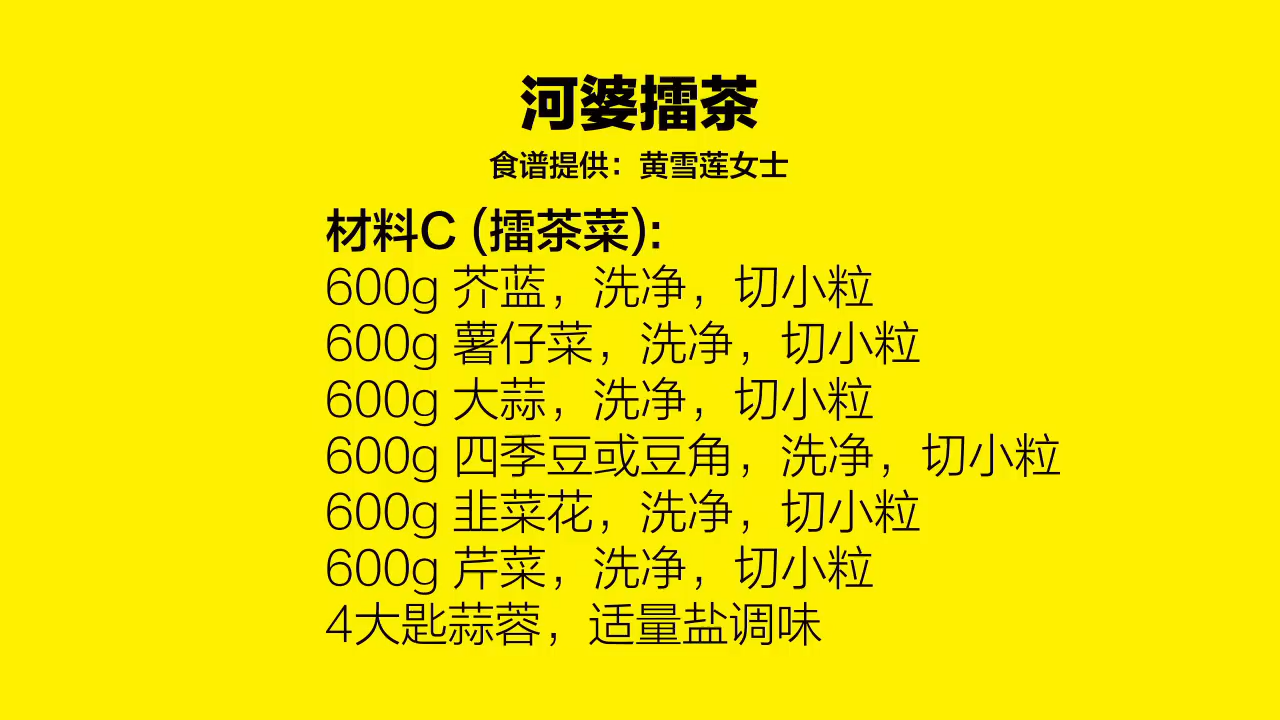 河婆擂茶
食谱提供：黄雪莲女士
材料C (擂茶菜):
600g 芥蓝，洗净，切小粒
600g 薯仔菜，洗净，切小粒
600g 大蒜，洗净，切小粒
600g 四季豆或豆角，洗净，切小粒
600g 韭菜花，洗净，切小粒
600g 芹菜，洗净，切小粒
4大匙蒜蓉，适量盐调味